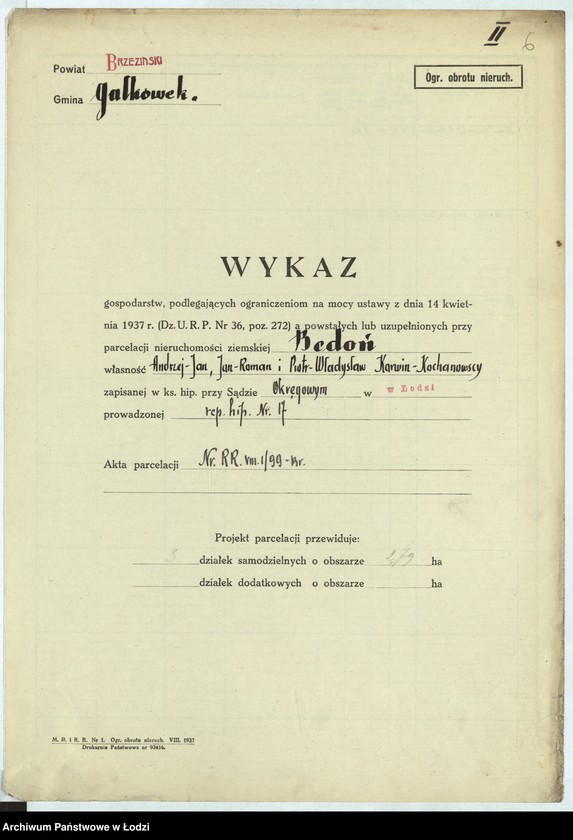 II 6
Powiat BRZEZIŃSKI
Ogr. obrotu nieruch.
Gmina Gałkówek.
WYKAZ
gospodarstw, podlegających ograniczeniom na mocy ustawy z dnia 14 kwiet-
nia 1937 r. (Dz. U. R. P. Nr 36, poz. 272) a powstałych lub uzupełnionych przy
parcelacji nieruchomości ziemskiej Bedoń
własność Andrzej-Jan, Jan-Roman i Piotr-Władysław Karwin-Kochanowscy
zapisanej w ks. hip. przy Sądzie Okręgowym w w Łodzi
prowadzonej rep. hip. Nr. 17
Akta parcelacji Nr. RR. VIII. 1/99-Br.
Projekt parcelacji przewiduje:
3 działek samodzielnych o obszarze 2,79 ha
działek dodatkowych o obszarze ha
M. R. i R. R. Nr 1. Ogr. obrotu nieruch. VIII. 1937
Drukarnia Państwowa nr 93416.
Archiwum Państwowe w Łodzi